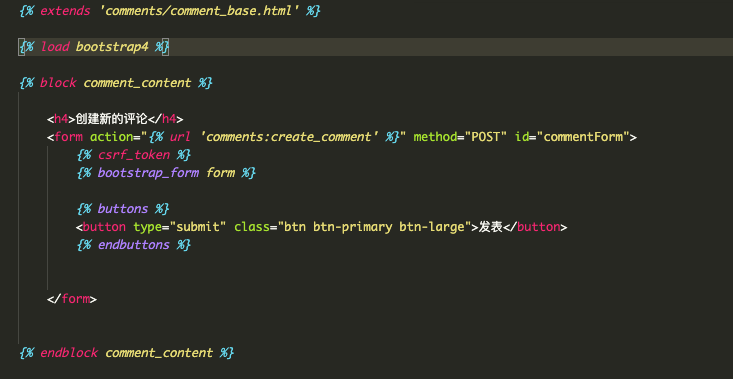 {% extends 'comments/comment_base.html' %}
{% load bootstrap4 %}
{% block comment_content %}
<h4>创建新的评论</h4>
<form action="{% url 'comments:create_comment' %}" method="POST" id="commentForm">
{% csrf_token %}
{% bootstrap_form form %}
{% buttons %}
<button type="submit" class="btn btn-primary btn-large">发表</button>
{% endbuttons %}
</form>
{% endblock comment_content %}